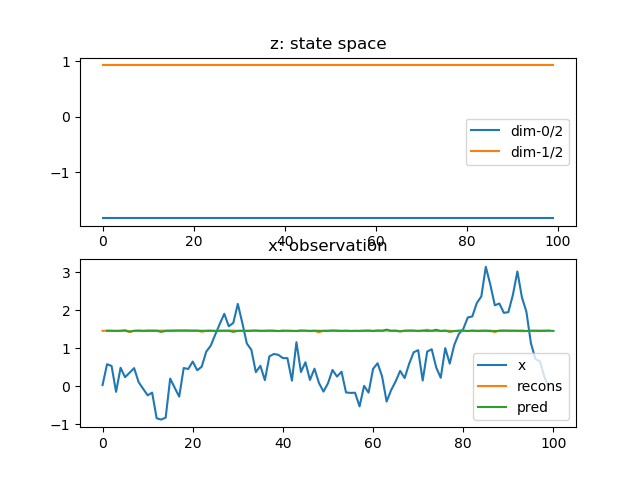 z: state space
1
0
−1
dim-0/2
dim-1/2
0 20 40 60 80 100
x: observation
3
2
1
0
−1
x
recons
pred
0 20 40 60 80 100